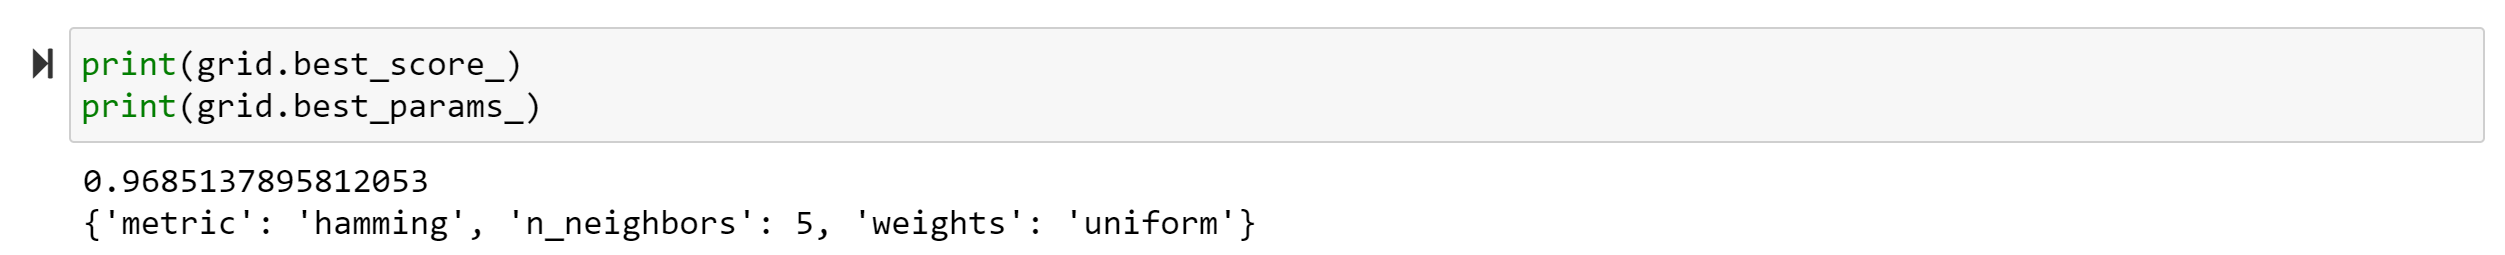 print(grid.best_score_)
print(grid.best_params_)
0.9685137895812053
{'metric': 'hamming', 'n_neighbors': 5, 'weights': 'uniform'}